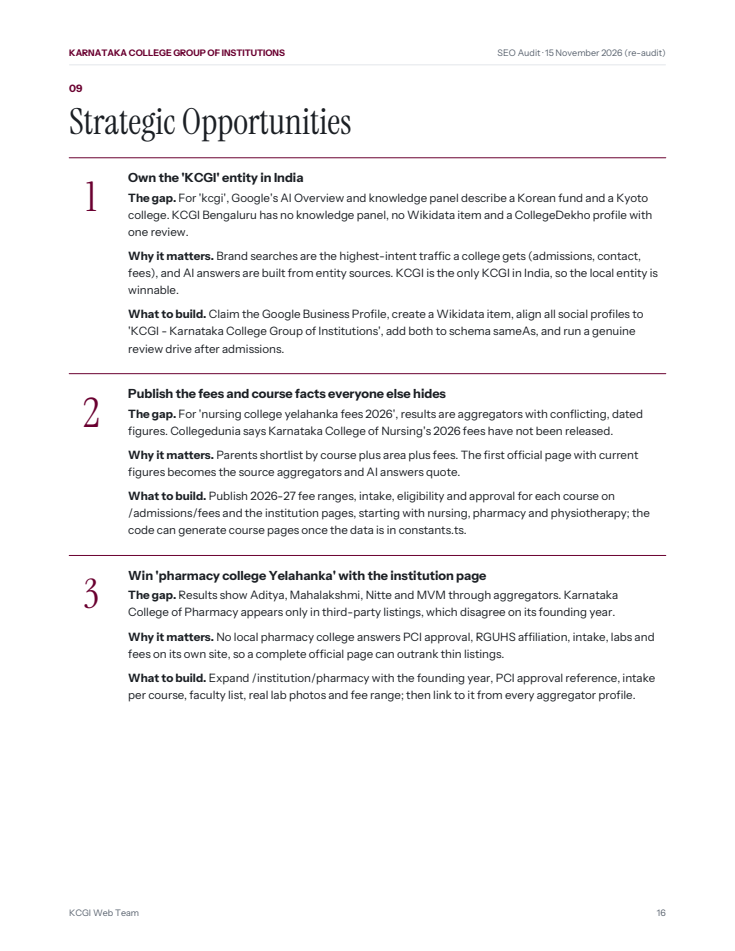 KARNATAKA COLLEGE GROUP OF INSTITUTIONS
SEO Audit · 15 November 2026 (re-audit)
09
Strategic Opportunities
1
Own the 'KCGI' entity in India
The gap. For 'kcgi', Google's AI Overview and knowledge panel describe a Korean fund and a Kyoto
college. KCGI Bengaluru has no knowledge panel, no Wikidata item and a CollegeDekho profile with
one review.
Why it matters. Brand searches are the highest-intent traffic a college gets (admissions, contact,
fees), and AI answers are built from entity sources. KCGI is the only KCGI in India, so the local entity is
winnable.
What to build. Claim the Google Business Profile, create a Wikidata item, align all social profiles to
'KCGI - Karnataka College Group of Institutions', add both to schema sameAs, and run a genuine
review drive after admissions.
2
Publish the fees and course facts everyone else hides
The gap. For 'nursing college yelahanka fees 2026', results are aggregators with conflicting, dated
figures. Collegedunia says Karnataka College of Nursing's 2026 fees have not been released.
Why it matters. Parents shortlist by course plus area plus fees. The first official page with current
figures becomes the source aggregators and AI answers quote.
What to build. Publish 2026-27 fee ranges, intake, eligibility and approval for each course on
/admissions/fees and the institution pages, starting with nursing, pharmacy and physiotherapy; the
code can generate course pages once the data is in constants.ts.
3
Win 'pharmacy college Yelahanka' with the institution page
The gap. Results show Aditya, Mahalakshmi, Nitte and MVM through aggregators. Karnataka
College of Pharmacy appears only in third-party listings, which disagree on its founding year.
Why it matters. No local pharmacy college answers PCI approval, RGUHS affiliation, intake, labs and
fees on its own site, so a complete official page can outrank thin listings.
What to build. Expand /institution/pharmacy with the founding year, PCI approval reference, intake
per course, faculty list, real lab photos and fee range; then link to it from every aggregator profile.
KCGI Web Team
16